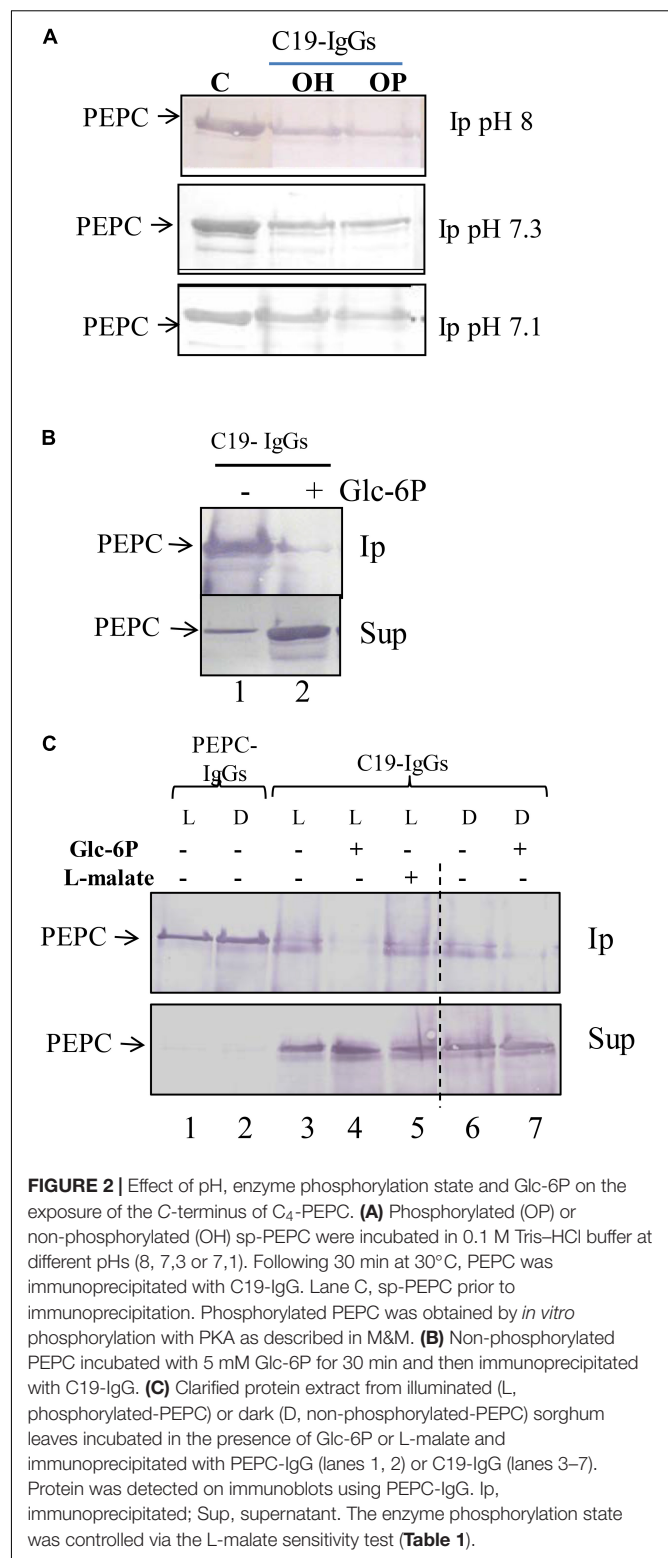 A
C19-IgGs
C OH OP
PEPC → Ip pH 8
PEPC → Ip pH 7.3
PEPC → Ip pH 7.1
B
C19- IgGs
- + Glc-6P
PEPC → Ip
PEPC → Sup
1 2
C
PEPC-
IgGs
C19-IgGs
L D L L L D D
Glc-6P - - - + - - +
L-malate - - - - + - -
PEPC → Ip
PEPC → Sup
1 2 3 4 5 6 7
FIGURE 2 | Effect of pH, enzyme phosphorylation state and Glc-6P on the
exposure of the C-terminus of C₄-PEPC. (A) Phosphorylated (OP) or
non-phosphorylated (OH) sp-PEPC were incubated in 0.1 M Tris–HCl buffer at
different pHs (8, 7,3 or 7,1). Following 30 min at 30°C, PEPC was
immunoprecipitated with C19-IgG. Lane C, sp-PEPC prior to
immunoprecipitation. Phosphorylated PEPC was obtained by in vitro
phosphorylation with PKA as described in M&M. (B) Non-phosphorylated
PEPC incubated with 5 mM Glc-6P for 30 min and then immunoprecipitated
with C19-IgG. (C) Clarified protein extract from illuminated (L,
phosphorylated-PEPC) or dark (D, non-phosphorylated-PEPC) sorghum
leaves incubated in the presence of Glc-6P or L-malate and
immunoprecipitated with PEPC-IgG (lanes 1, 2) or C19-IgG (lanes 3–7).
Protein was detected on immunoblots using PEPC-IgG. Ip,
immunoprecipitated; Sup, supernatant. The enzyme phosphorylation state
was controlled via the L-malate sensitivity test (Table 1).